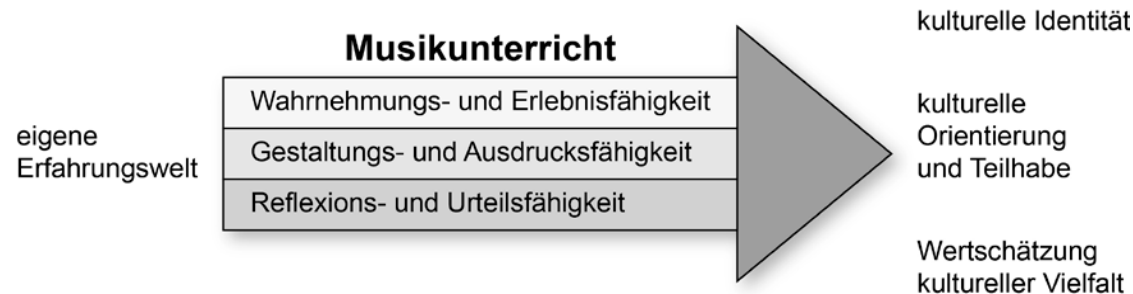 Musikunterricht
eigene
Erfahrungswelt
Wahrnehmungs- und Erlebnisfähigkeit
Gestaltungs- und Ausdrucksfähigkeit
Reflexions- und Urteilsfähigkeit
kulturelle Identität
kulturelle
Orientierung
und Teilhabe
Wertschätzung
kultureller Vielfalt